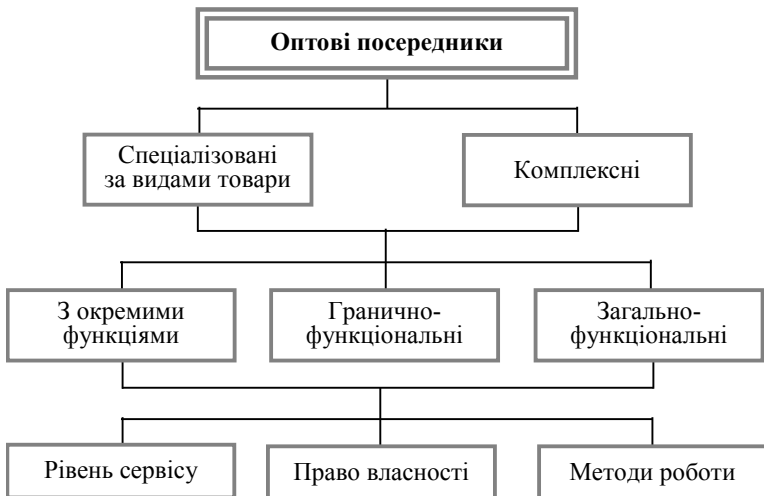 Оптові посередники
Спеціалізовані
за видами товари
Комплексні
З окремими
функціями
Гранично-
функціональні
Загально-
функціональні
Рівень сервісу
Право власності
Методи роботи